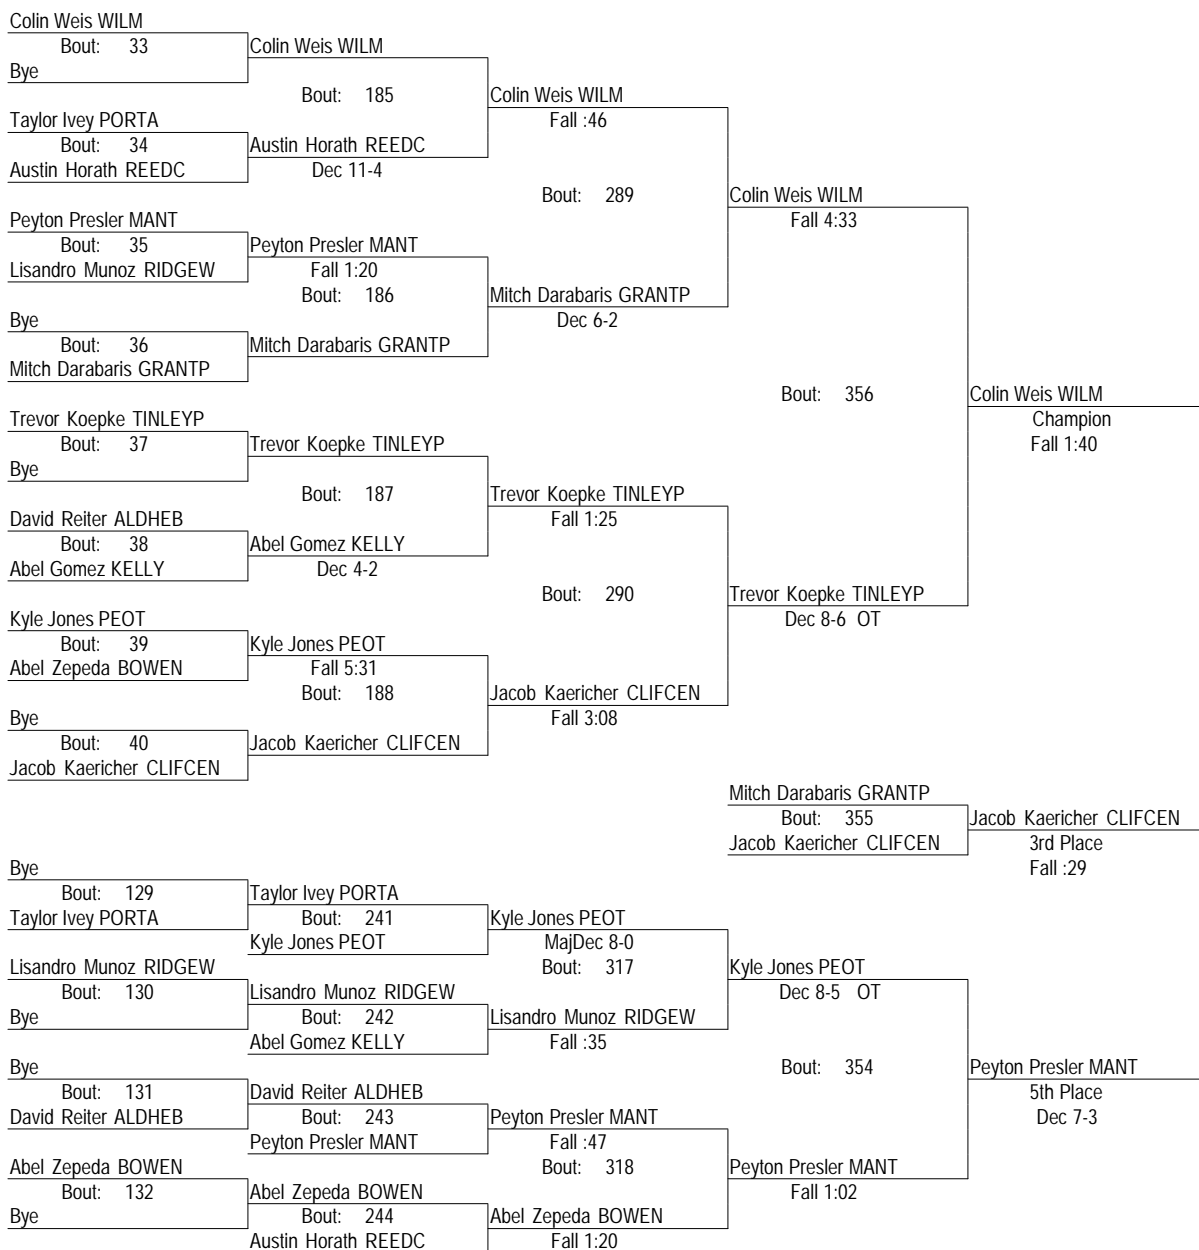 Colin Weis WILM
Bout: 33
Colin Weis WILM
Bye
Bout: 185
Colin Weis WILM
Fall :46
Taylor Ivey PORTA
Bout: 34
Austin Horath REEDC
Austin Horath REEDC
Dec 11-4
Bout: 289
Colin Weis WILM
Fall 4:33
Peyton Presler MANT
Bout: 35
Peyton Presler MANT
Lisandro Munoz RIDGEW
Fall 1:20
Bout: 186
Mitch Darabaris GRANTP
Dec 6-2
Bye
Bout: 36
Mitch Darabaris GRANTP
Mitch Darabaris GRANTP
Bout: 356
Colin Weis WILM
Champion
Fall 1:40
Trevor Koepke TINLEYP
Bout: 37
Trevor Koepke TINLEYP
Bye
Bout: 187
Trevor Koepke TINLEYP
Fall 1:25
David Reiter ALDHEB
Bout: 38
Abel Gomez KELLY
Abel Gomez KELLY
Dec 4-2
Bout: 290
Trevor Koepke TINLEYP
Dec 8-6 OT
Kyle Jones PEOT
Bout: 39
Kyle Jones PEOT
Abel Zepeda BOWEN
Fall 5:31
Bout: 188
Jacob Kaericher CLIFCEN
Fall 3:08
Bye
Bout: 40
Jacob Kaericher CLIFCEN
Jacob Kaericher CLIFCEN
Mitch Darabaris GRANTP
Bout: 355
Jacob Kaericher CLIFCEN
Jacob Kaericher CLIFCEN
3rd Place
Fall :29
Bye
Bout: 129
Taylor Ivey PORTA
Taylor Ivey PORTA
Bout: 241
Kyle Jones PEOT
Kyle Jones PEOT
MajDec 8-0
Bout: 317
Kyle Jones PEOT
Dec 8-5 OT
Lisandro Munoz RIDGEW
Bout: 130
Lisandro Munoz RIDGEW
Bye
Bout: 242
Lisandro Munoz RIDGEW
Abel Gomez KELLY
Fall :35
Bout: 354
Peyton Presler MANT
5th Place
Dec 7-3
Bye
Bout: 131
David Reiter ALDHEB
David Reiter ALDHEB
Bout: 243
Peyton Presler MANT
Peyton Presler MANT
Fall :47
Bout: 318
Peyton Presler MANT
Fall 1:02
Abel Zepeda BOWEN
Bout: 132
Abel Zepeda BOWEN
Bye
Bout: 244
Abel Zepeda BOWEN
Austin Horath REEDC
Fall 1:20